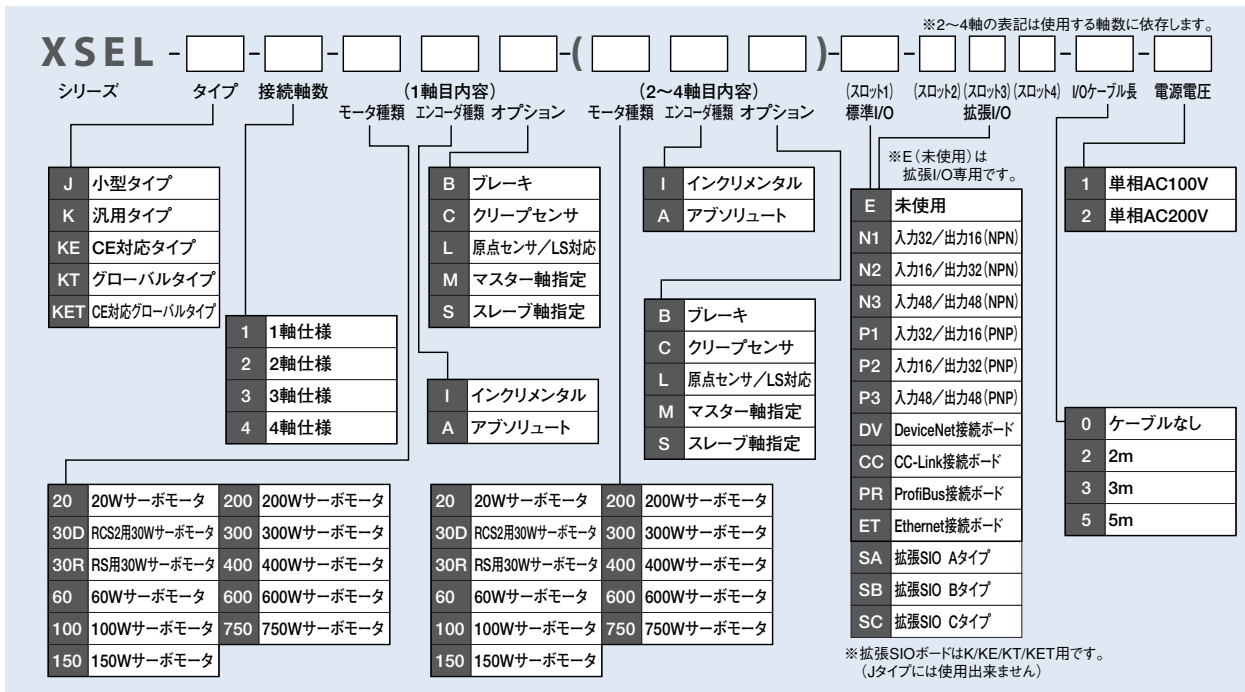 ※2〜4軸の表記は使用する軸数に依存します。
XSEL - - - -( )- - - -
シリーズ
タイプ
接続軸数
(1軸目内容)
モータ種類 エンコーダ種類 オプション
(2〜4軸目内容)
モータ種類 エンコーダ種類 オプション
(スロット1)
標準I/O
(スロット2)(スロット3)(スロット4)
拡張I/O
I/Oケーブル長
電源電圧
J 小型タイプ
K 汎用タイプ
KE CE対応タイプ
KT グローバルタイプ
KET CE対応グローバルタイプ
1 1軸仕様
2 2軸仕様
3 3軸仕様
4 4軸仕様
B ブレーキ
C クリープセンサ
L 原点センサ/LS対応
M マスター軸指定
S スレーブ軸指定
I インクリメンタル
A アブソリュート
20 20Wサーボモータ 200 200Wサーボモータ
30D RCS2用30Wサーボモータ 300 300Wサーボモータ
30R RS用30Wサーボモータ 400 400Wサーボモータ
60 60Wサーボモータ 600 600Wサーボモータ
100 100Wサーボモータ 750 750Wサーボモータ
150 150Wサーボモータ
I インクリメンタル
A アブソリュート
B ブレーキ
C クリープセンサ
L 原点センサ/LS対応
M マスター軸指定
S スレーブ軸指定
20 20Wサーボモータ 200 200Wサーボモータ
30D RCS2用30Wサーボモータ 300 300Wサーボモータ
30R RS用30Wサーボモータ 400 400Wサーボモータ
60 60Wサーボモータ 600 600Wサーボモータ
100 100Wサーボモータ 750 750Wサーボモータ
150 150Wサーボモータ
※E(未使用)は
拡張I/O専用です。
E 未使用
N1 入力32/出力16(NPN)
N2 入力16/出力32(NPN)
N3 入力48/出力48(NPN)
P1 入力32/出力16(PNP)
P2 入力16/出力32(PNP)
P3 入力48/出力48(PNP)
DV DeviceNet接続ボード
CC CC-Link接続ボード
PR ProfiBus接続ボード
ET Ethernet接続ボード
SA 拡張SIO Aタイプ
SB 拡張SIO Bタイプ
SC 拡張SIO Cタイプ
※拡張SIOボードはK/KE/KT/KET用です。
(Jタイプには使用出来ません)
1 単相AC100V
2 単相AC200V
0 ケーブルなし
2 2m
3 3m
5 5m